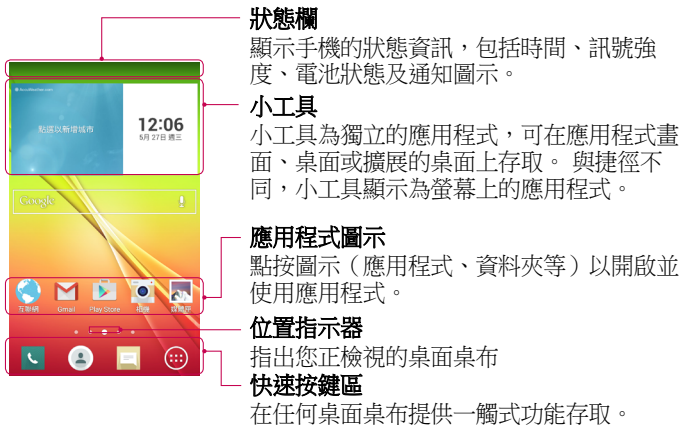 狀態欄
顯示手機的狀態資訊，包括時間、訊號強
度、電池狀態及通知圖示。
小工具
小工具為獨立的應用程式，可在應用程式畫
面、桌面或擴展的桌面上存取。 與捷徑不
同，小工具顯示為螢幕上的應用程式。
應用程式圖示
點按圖示（應用程式、資料夾等）以開啟並
使用應用程式。
位置指示器
指出您正檢視的桌面桌布
快速按鍵區
在任何桌面桌布提供一觸式功能存取。
AccuWeather.com
點選以新增城市
12:06
5月 27日 週三
Google
互聯網 Gmail Play Store 相機